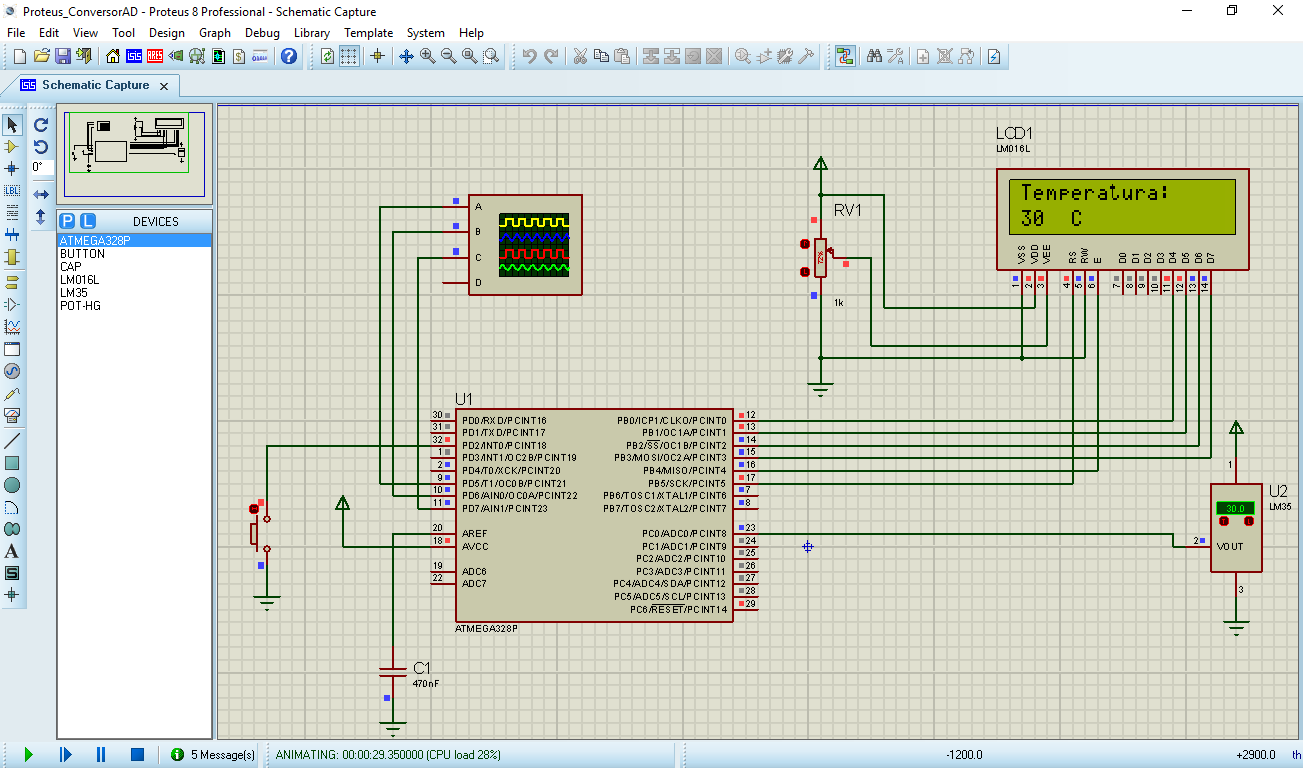 Proteus_ConversorAD - Proteus 8 Professional - Schematic Capture
File Edit View Tool Design Graph Debug Library Template System Help
Schematic Capture
0°
LBL
P L DEVICES
ATMEGA328P
BUTTON
CAP
LM016L
LM35
POT-HG
A
B
C
D
RV1
72%
1k
LCD1
LM016L
Temperatura:
30 C
VSS VDD VEE RS RW E D0 D1 D2 D3 D4 D5 D6 D7
1 2 3 4 5 6 7 8 9 10 11 12 13 14
U1
30 PD0/RXD/PCINT16 PB0/ICP1/CLKO/PCINT0 12
31 PD1/TXD/PCINT17 PB1/OC1A/PCINT1 13
32 PD2/INT0/PCINT18 PB2/SS/OC1B/PCINT2 14
1 PD3/INT1/OC2B/PCINT19 PB3/MOSI/OC2A/PCINT3 15
2 PD4/T0/XCK/PCINT20 PB4/MISO/PCINT4 16
9 PD5/T1/OC0B/PCINT21 PB5/SCK/PCINT5 17
10 PD6/AIN0/OC0A/PCINT22 PB6/TOSC1/XTAL1/PCINT6 7
11 PD7/AIN1/PCINT23 PB7/TOSC2/XTAL2/PCINT7 8
20 AREF PC0/ADC0/PCINT8 23
18 AVCC PC1/ADC1/PCINT9 24
PC2/ADC2/PCINT10 25
19 ADC6 PC3/ADC3/PCINT11 26
22 ADC7 PC4/ADC4/SDA/PCINT12 27
PC5/ADC5/SCL/PCINT13 28
PC6/RESET/PCINT14 29
ATMEGA328P
C1
470nF
1
U2
LM35
30.0
2 VOUT
3
5 Message(s) ANIMATING: 00:00:29.350000 (CPU load 28%) -1200.0 +2900.0 th